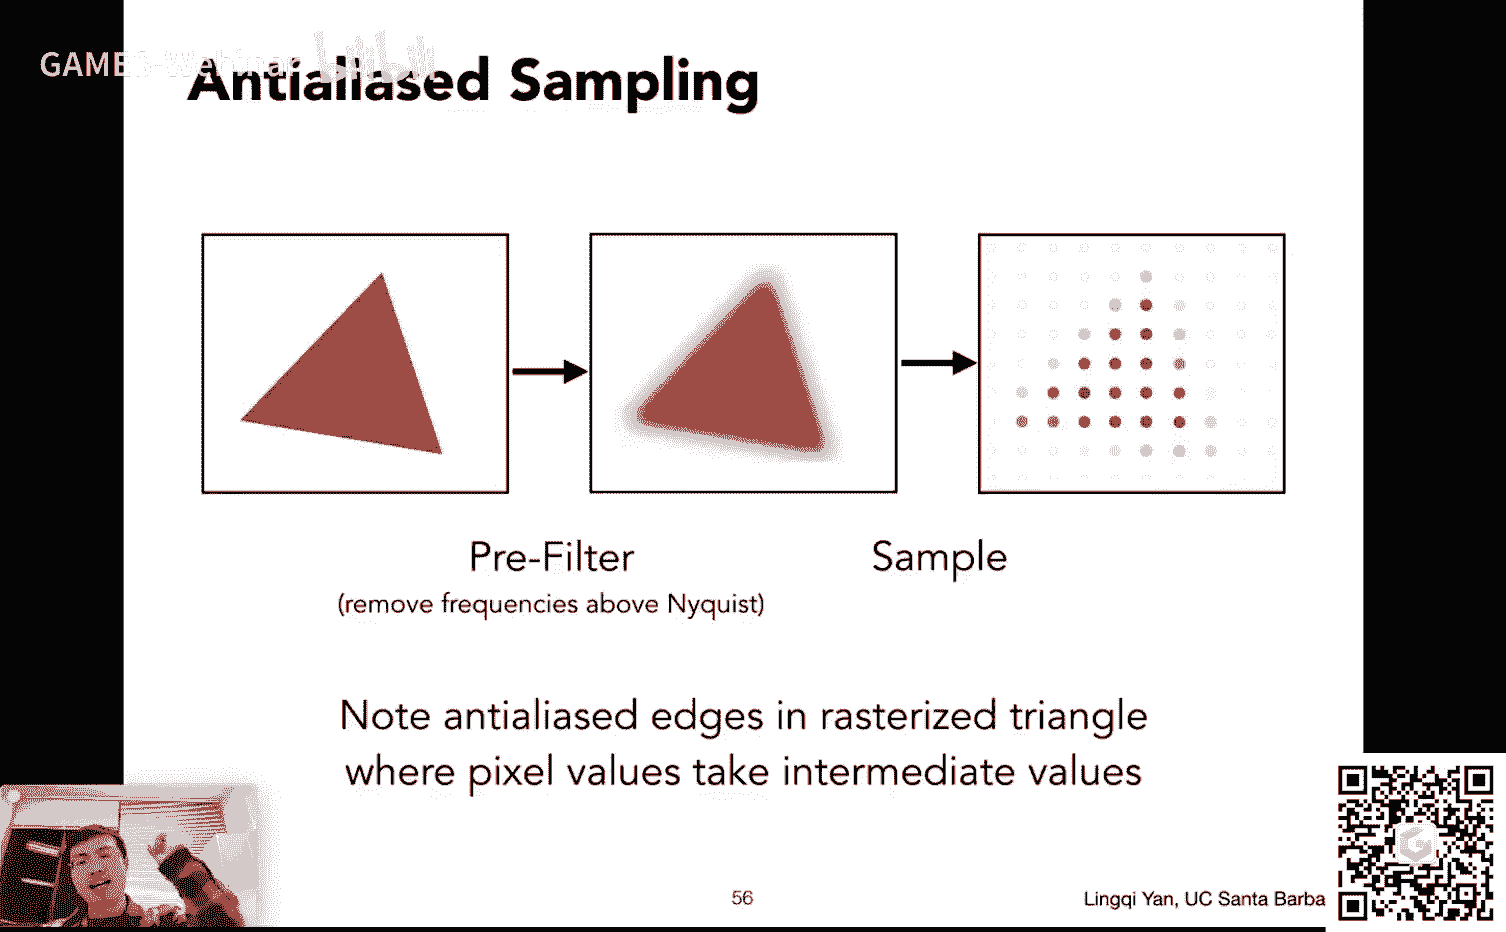 GAMES-Webinar bilibili
Antialiased Sampling
Pre-Filter
Sample
(remove frequencies above Nyquist)
Note antialiased edges in rasterized triangle
where pixel values take intermediate values
56
Lingqi Yan, UC Santa Barba